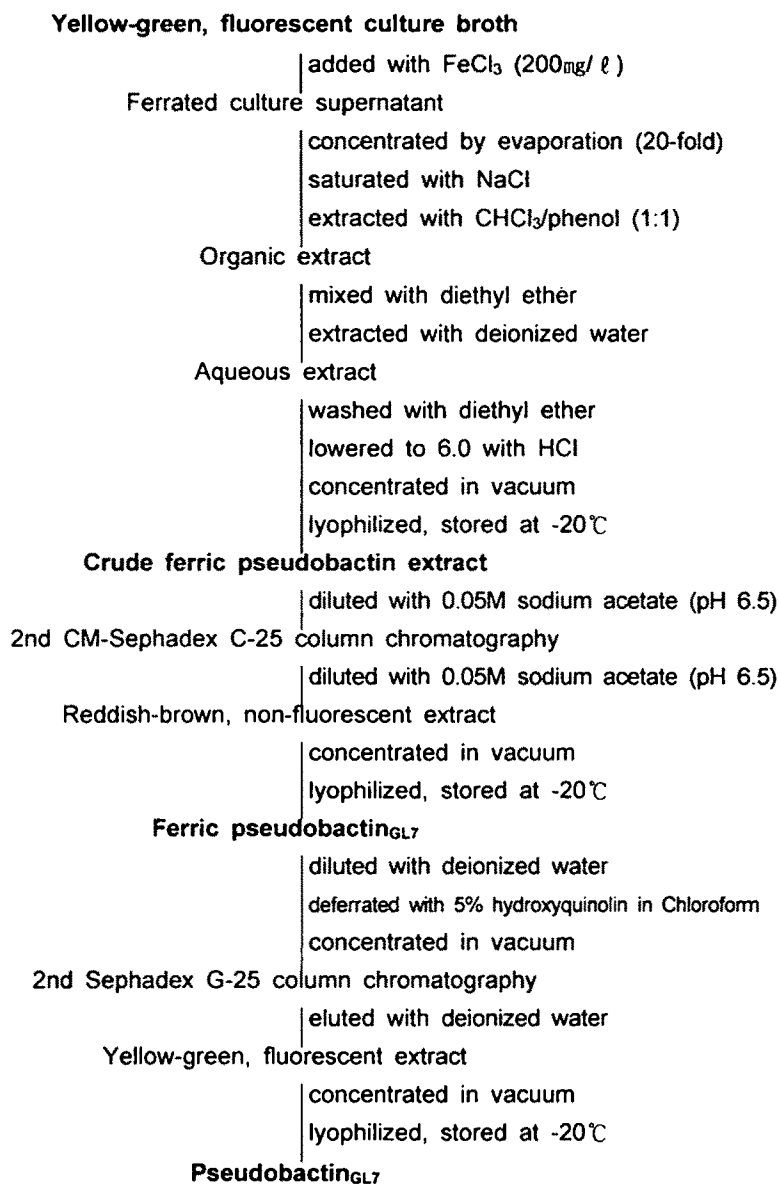 Yellow-green, fluorescent culture broth
added with FeCl₃ (200㎎/ℓ)
Ferrated culture supernatant
concentrated by evaporation (20-fold)
saturated with NaCl
extracted with CHCl₃/phenol (1:1)
Organic extract
mixed with diethyl ether
extracted with deionized water
Aqueous extract
washed with diethyl ether
lowered to 6.0 with HCl
concentrated in vacuum
lyophilized, stored at -20℃
Crude ferric pseudobactin extract
diluted with 0.05M sodium acetate (pH 6.5)
2nd CM-Sephadex C-25 column chromatography
diluted with 0.05M sodium acetate (pH 6.5)
Reddish-brown, non-fluorescent extract
concentrated in vacuum
lyophilized, stored at -20℃
Ferric pseudobactin_GL7
diluted with deionized water
deferrated with 5% hydroxyquinolin in Chloroform
concentrated in vacuum
2nd Sephadex G-25 column chromatography
eluted with deionized water
Yellow-green, fluorescent extract
concentrated in vacuum
lyophilized, stored at -20℃
Pseudobactin_GL7